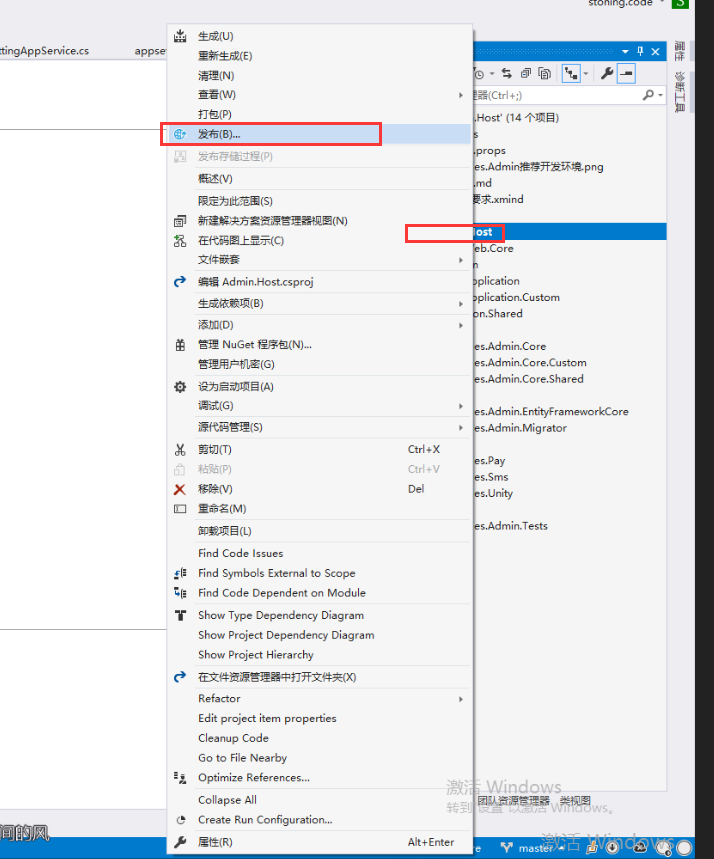 stoning.code
S
ttingAppService.cs
appse
生成(U)
重新生成(E)
清理(N)
查看(W)
打包(P)
发布(B)...
发布存储过程(P)
概述(V)
限定为此范围(S)
新建解决方案资源管理器视图(N)
在代码图上显示(C)
文件嵌套
编辑 Admin.Host.csproj
生成依赖项(B)
添加(D)
管理 NuGet 程序包(N)...
管理用户机密(G)
设为启动项目(A)
调试(G)
源代码管理(S)
剪切(T) Ctrl+X
粘贴(P) Ctrl+V
移除(V) Del
重命名(M)
卸载项目(L)
Find Code Issues
Find Symbols External to Scope
Find Code Dependent on Module
Show Type Dependency Diagram
Show Project Dependency Diagram
Show Project Hierarchy
在文件资源管理器中打开文件夹(X)
Refactor
Edit project item properties
Cleanup Code
Go to File Nearby
Optimize References...
Collapse All
Create Run Configuration...
属性(R) Alt+Enter
理器(Ctrl+;)
.Host' (14 个项目)
s
.props
es.Admin推荐开发环境.png
.md
要求.xmind
ost
eb.Core
n
pplication
pplication.Custom
on.Shared
es.Admin.Core
es.Admin.Core.Custom
es.Admin.Core.Shared
es.Admin.EntityFrameworkCore
es.Admin.Migrator
es.Pay
es.Sms
es.Unity
es.Admin.Tests
属性
诊断工具
激活 Windows
转到"设置"以激活 Windows。
团队资源管理器
类视图
间的风
re
master
激活 Windows